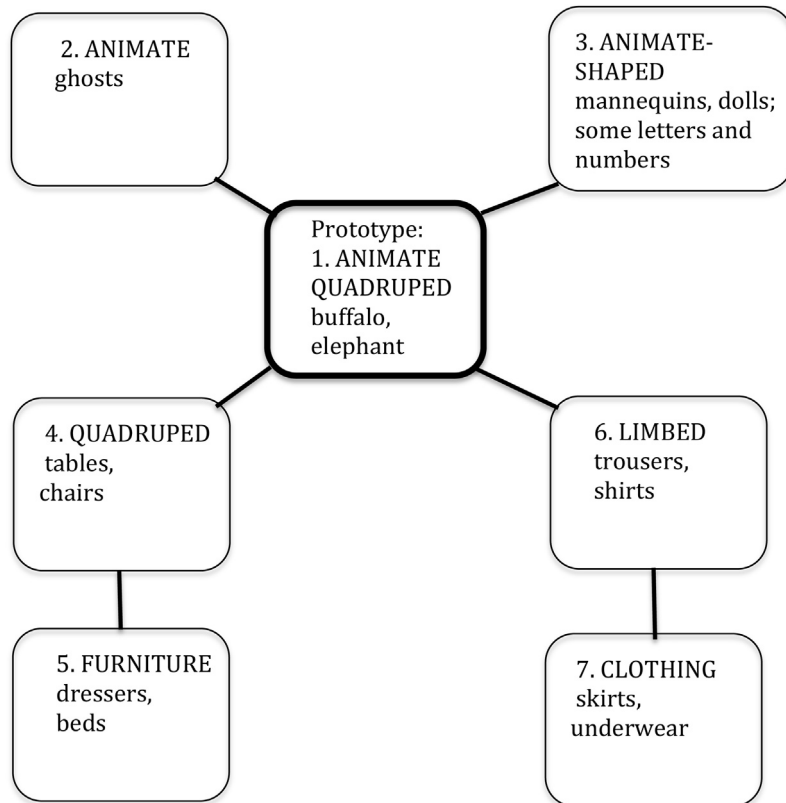 2. ANIMATE
ghosts
3. ANIMATE-
SHAPED
mannequins, dolls;
some letters and
numbers
Prototype:
1. ANIMATE
QUADRUPED
buffalo,
elephant
4. QUADRUPED
tables,
chairs
6. LIMBED
trousers,
shirts
5. FURNITURE
dressers,
beds
7. CLOTHING
skirts,
underwear